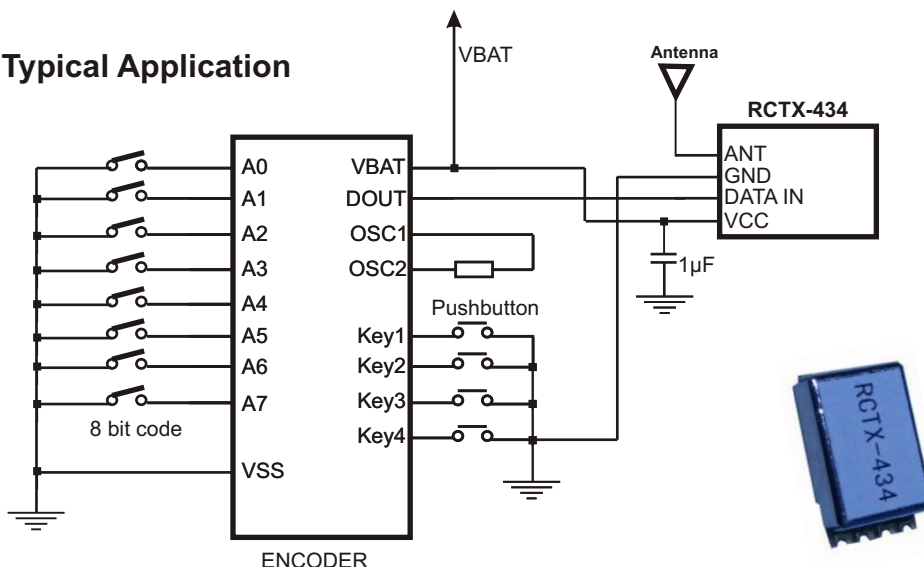 Typical Application
VBAT
Antenna
RCTX-434
ANT
GND
DATA IN
VCC
1µF
A0
A1
A2
A3
A4
A5
A6
A7
8 bit code
VSS
VBAT
DOUT
OSC1
OSC2
Pushbutton
Key1
Key2
Key3
Key4
ENCODER
RCTX-434